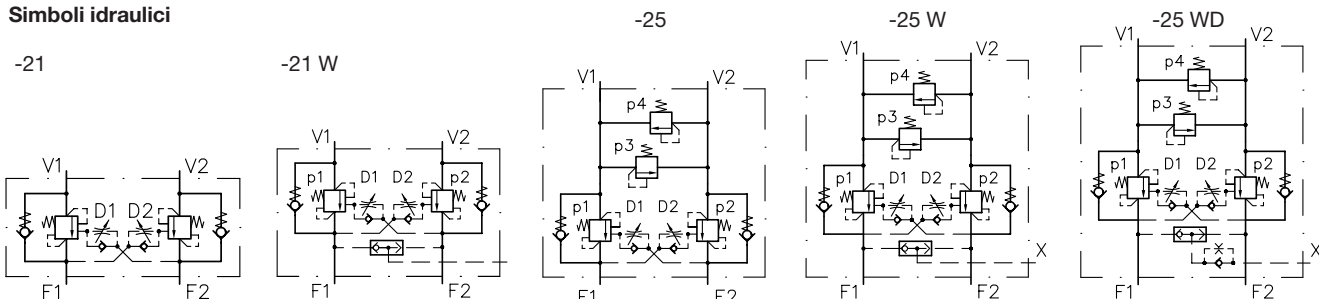 Simboli idraulici
-21
V1 V2
D1 D2
F1 F2
-21 W
V1 V2
p1 D1 D2 p2
F1 F2
-25
V1 V2
p4
p3
p1 D1 D2 p2
F1 F2
-25 W
V1 V2
p4
p3
p1 D1 D2 p2
X
F1 F2
-25 WD
V1 V2
p4
p3
p1 D1 D2 p2
X
F1 F2